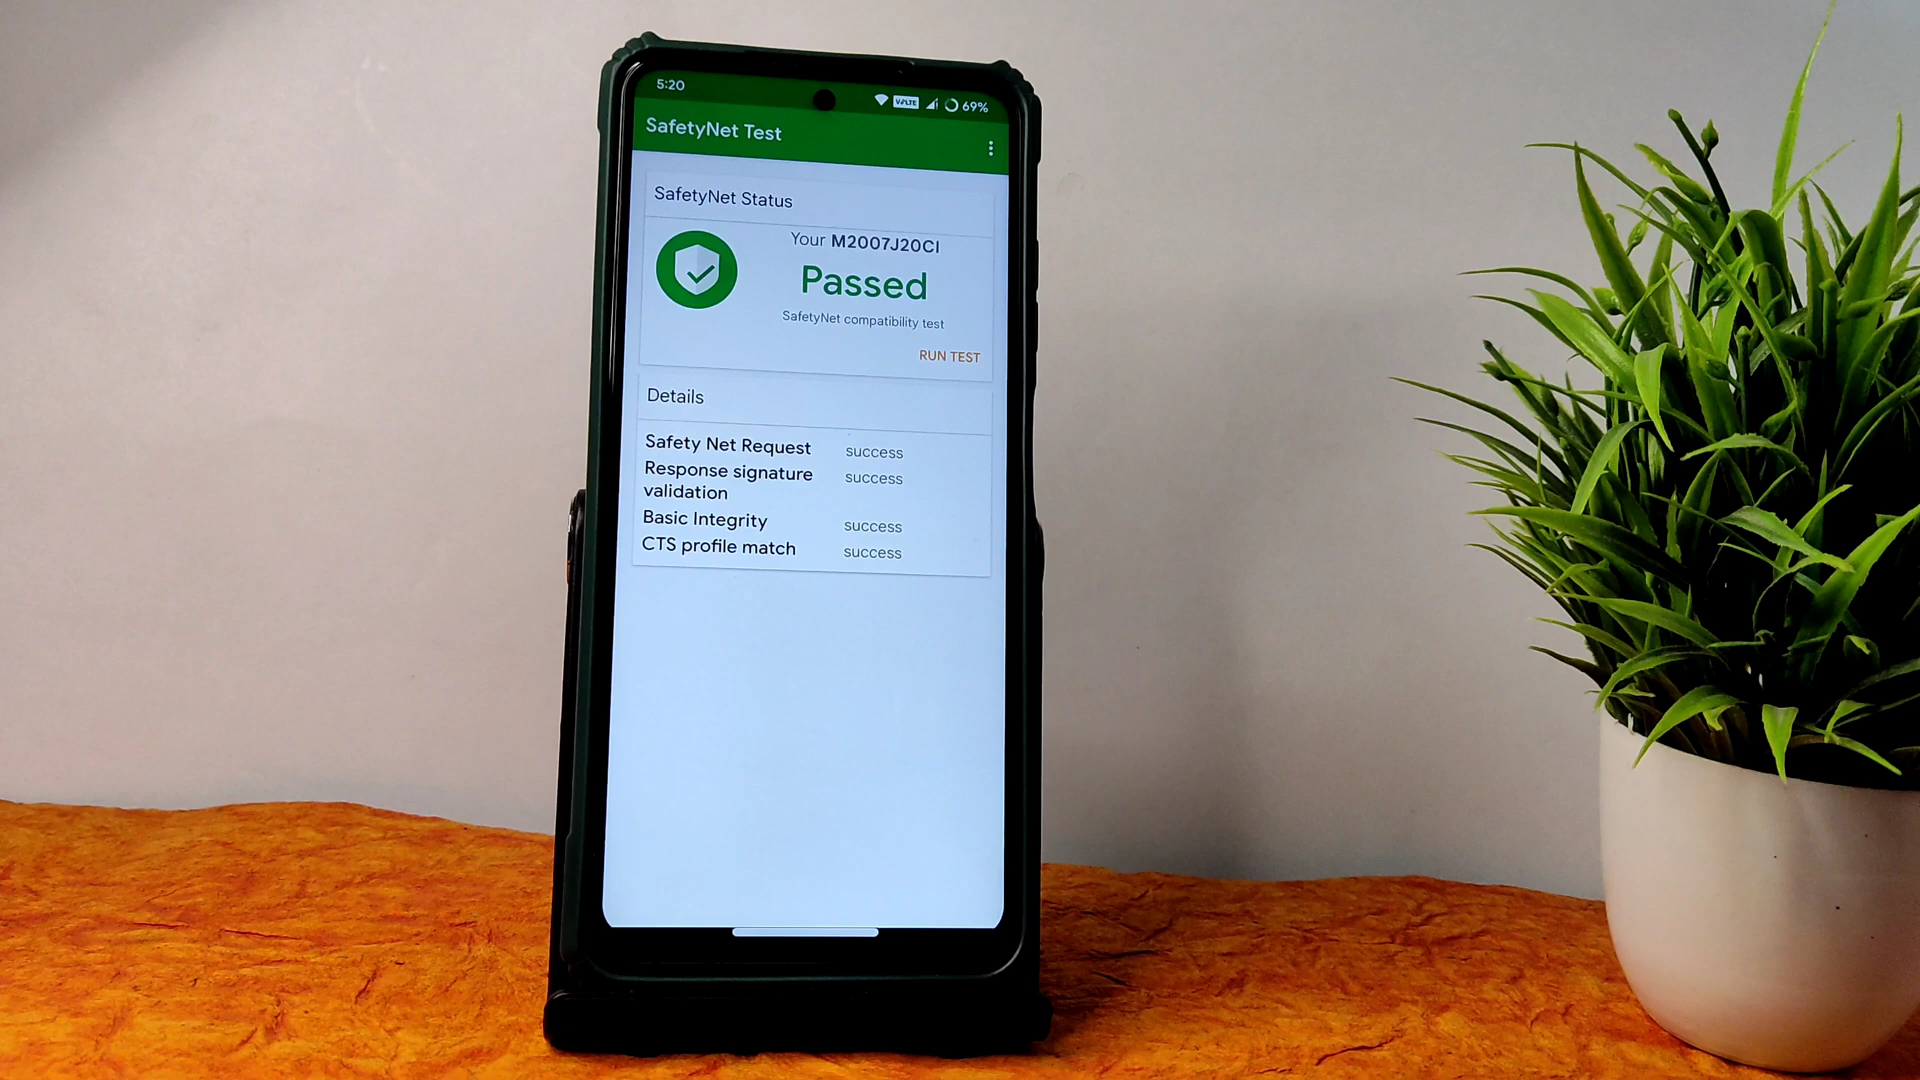 5:20
VoLTE
69%
SafetyNet Test
SafetyNet Status
Your M2007J20CI
Passed
SafetyNet compatibility test
RUN TEST
Details
Safety Net Request success
Response signature success
validation
Basic Integrity success
CTS profile match success